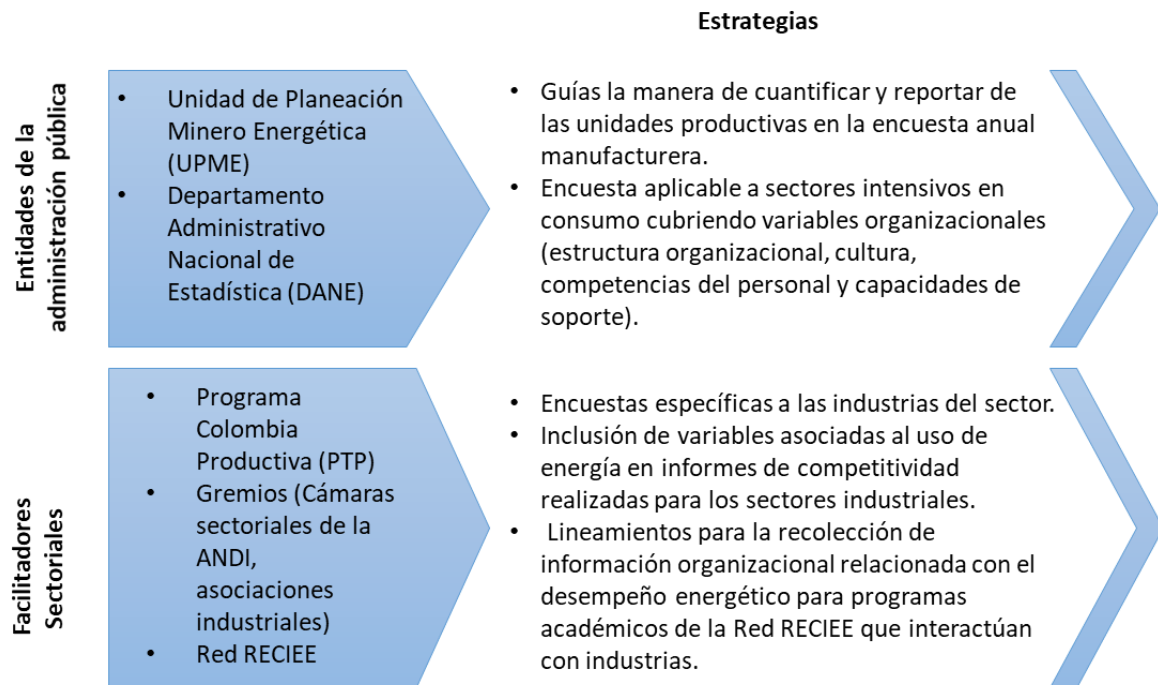 Estrategias
Entidades de la
administración pública
• Unidad de Planeación
Minero Energética
(UPME)
• Departamento
Administrativo
Nacional de
Estadística (DANE)
• Guías la manera de cuantificar y reportar de
las unidades productivas en la encuesta anual
manufacturera.
• Encuesta aplicable a sectores intensivos en
consumo cubriendo variables organizacionales
(estructura organizacional, cultura,
competencias del personal y capacidades de
soporte).
Facilitadores
Sectoriales
• Programa
Colombia
Productiva (PTP)
• Gremios (Cámaras
sectoriales de la
ANDI,
asociaciones
industriales)
• Red RECIEE
• Encuestas específicas a las industrias del sector.
• Inclusión de variables asociadas al uso de
energía en informes de competitividad
realizadas para los sectores industriales.
• Lineamientos para la recolección de
información organizacional relacionada con el
desempeño energético para programas
académicos de la Red RECIEE que interactúan
con industrias.